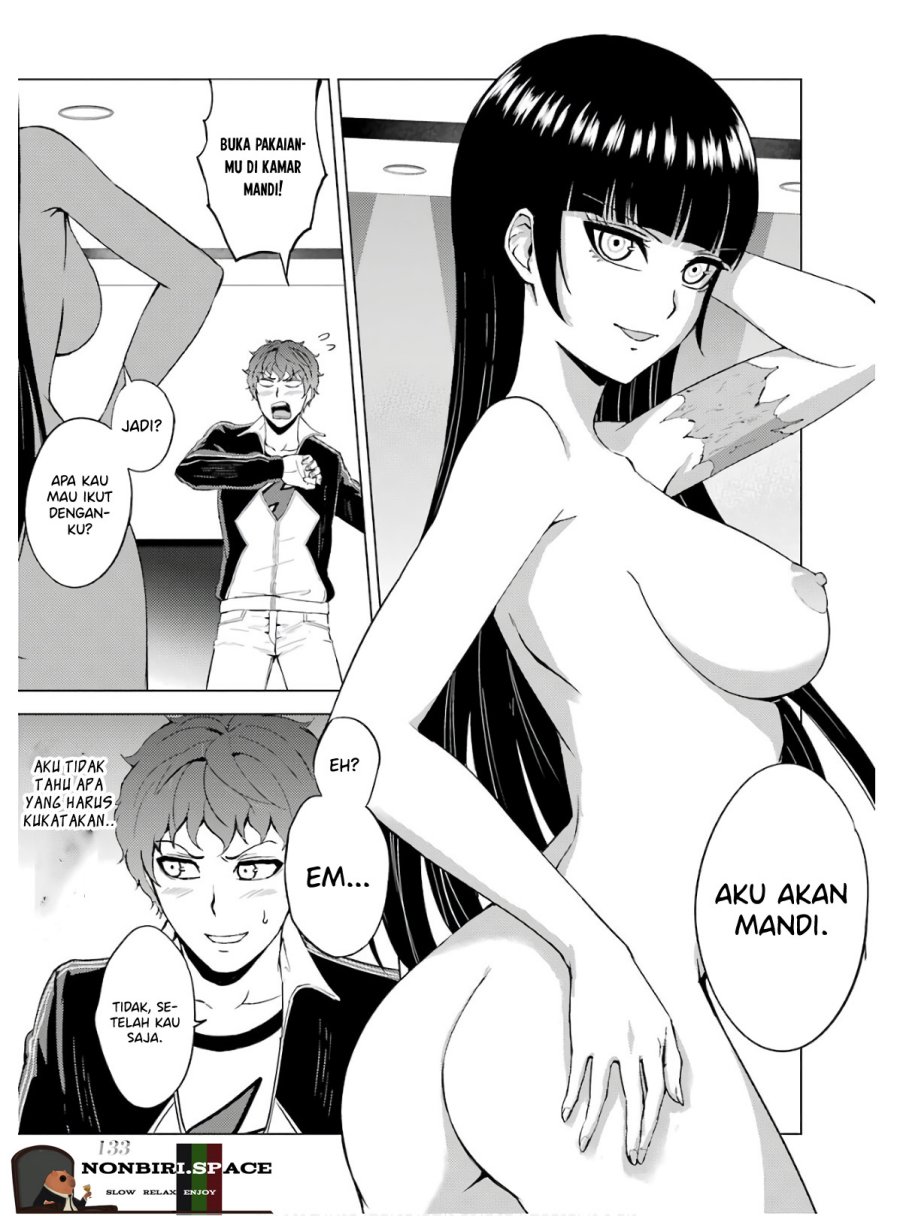 AKU AKAN
MANDI.
BUKA PAKAIAN-
MU DI KAMAR
MANDI!
JADI?
APA KAU
MAU IKUT
DENGAN-
KU?
EH?
EM...
AKU TIDAK
TAHU APA
YANG HARUS
KUKATAKAN..
TIDAK, SE-
TELAH KAU
SAJA.
133
NONBIRI.SPACE
SLOW RELAX ENJOY